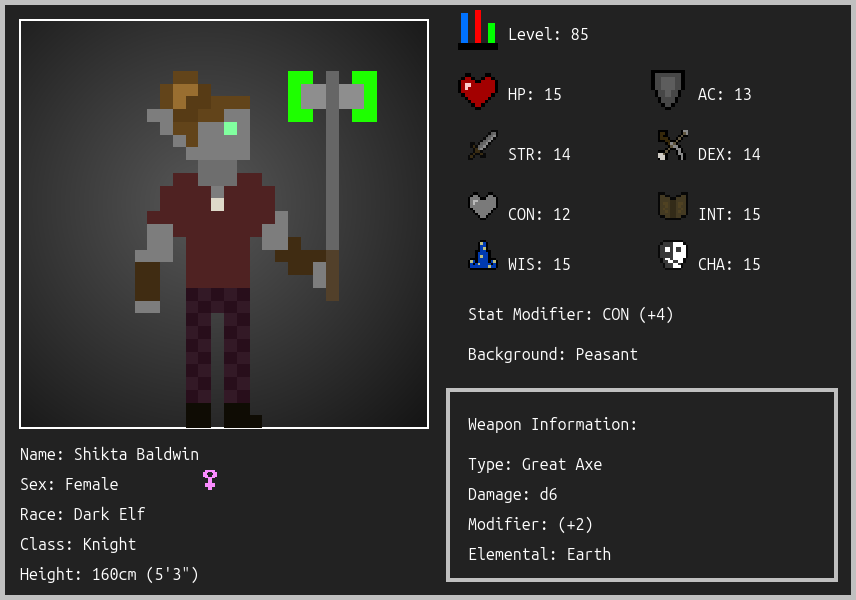 Level: 85
HP: 15
AC: 13
STR: 14
DEX: 14
CON: 12
INT: 15
WIS: 15
CHA: 15
Stat Modifier: CON (+4)
Background: Peasant
Weapon Information:
Type: Great Axe
Damage: d6
Modifier: (+2)
Elemental: Earth
Name: Shikta Baldwin
Sex: Female
Race: Dark Elf
Class: Knight
Height: 160cm (5'3")